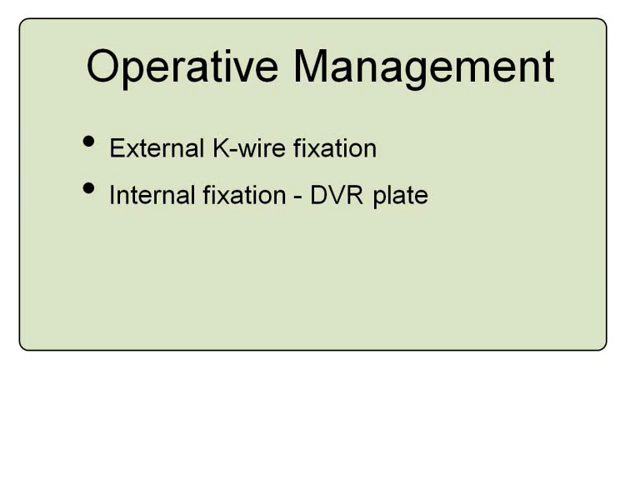 Operative Management
• External K-wire fixation
• Internal fixation - DVR plate